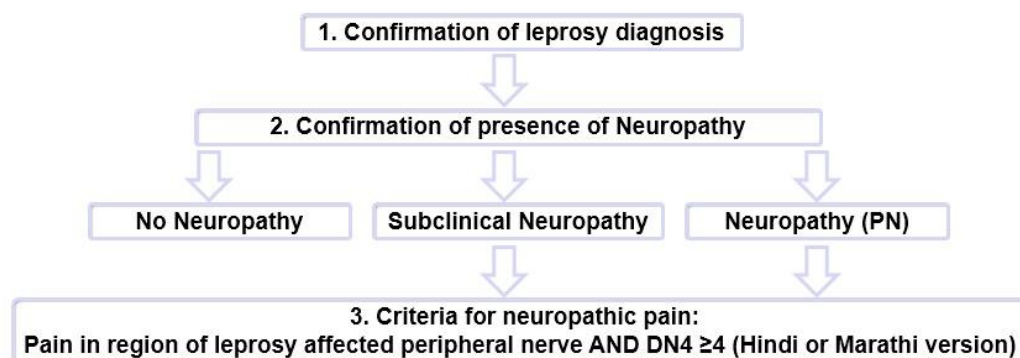 1. Confirmation of leprosy diagnosis
2. Confirmation of presence of Neuropathy
No Neuropathy
Subclinical Neuropathy
Neuropathy (PN)
3. Criteria for neuropathic pain:
Pain in region of leprosy affected peripheral nerve AND DN4 ≥4 (Hindi or Marathi version)